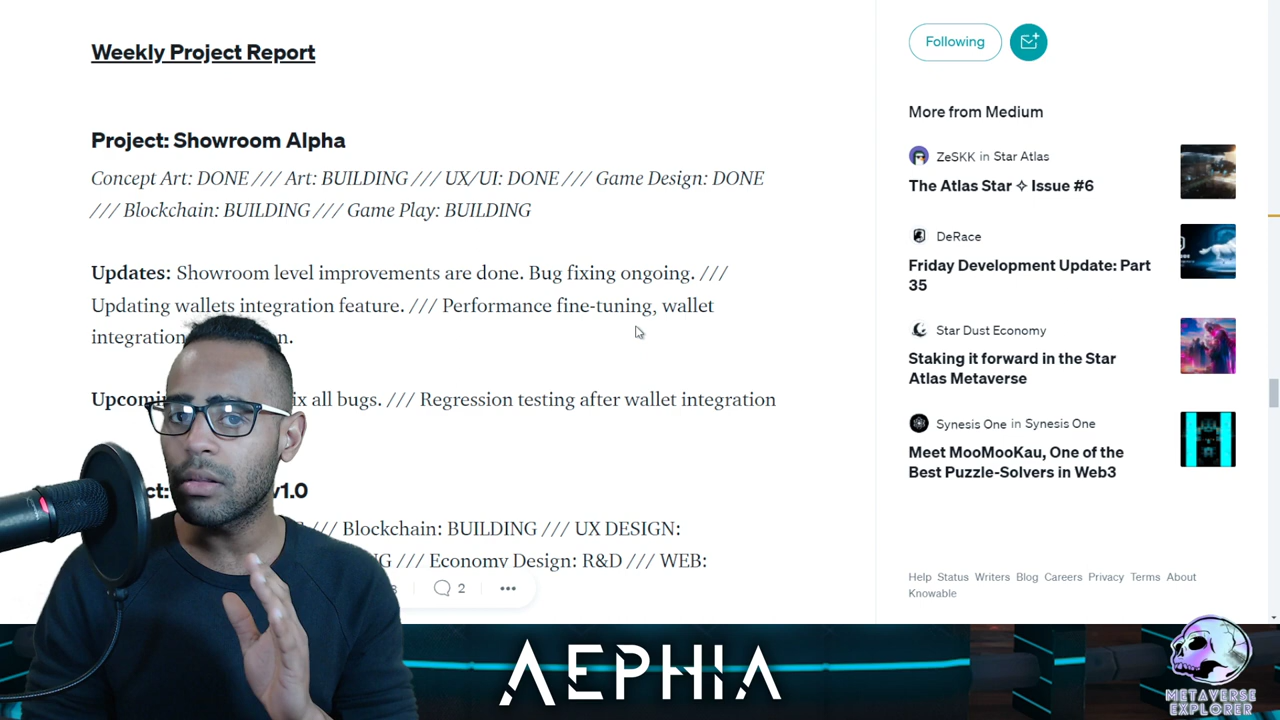 Weekly Project Report
Project: Showroom Alpha
Concept Art: DONE /// Art: BUILDING /// UX/UI: DONE /// Game Design: DONE
/// Blockchain: BUILDING /// Game Play: BUILDING
Updates: Showroom level improvements are done. Bug fixing ongoing. ///
Updating wallets integration feature. /// Performance fine-tuning, wallet
integration n.
Upcomi ix all bugs. /// Regression testing after wallet integration
ct: v1.0
/// Blockchain: BUILDING /// UX DESIGN:
G /// Economy Design: R&D /// WEB:
2
Following
More from Medium
ZeSKK in Star Atlas
The Atlas Star ✧ Issue #6
DeRace
Friday Development Update: Part
35
Star Dust Economy
Staking it forward in the Star
Atlas Metaverse
Synesis One in Synesis One
Meet MooMooKau, One of the
Best Puzzle-Solvers in Web3
Help Status Writers Blog Careers Privacy Terms About
Knowable
AEPHIA
METAVERSE
EXPLORER